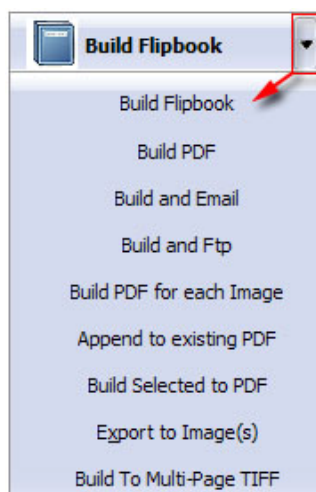 Build Flipbook
Build Flipbook
Build PDF
Build and Email
Build and Ftp
Build PDF for each Image
Append to existing PDF
Build Selected to PDF
Export to Image(s)
Build To Multi-Page TIFF